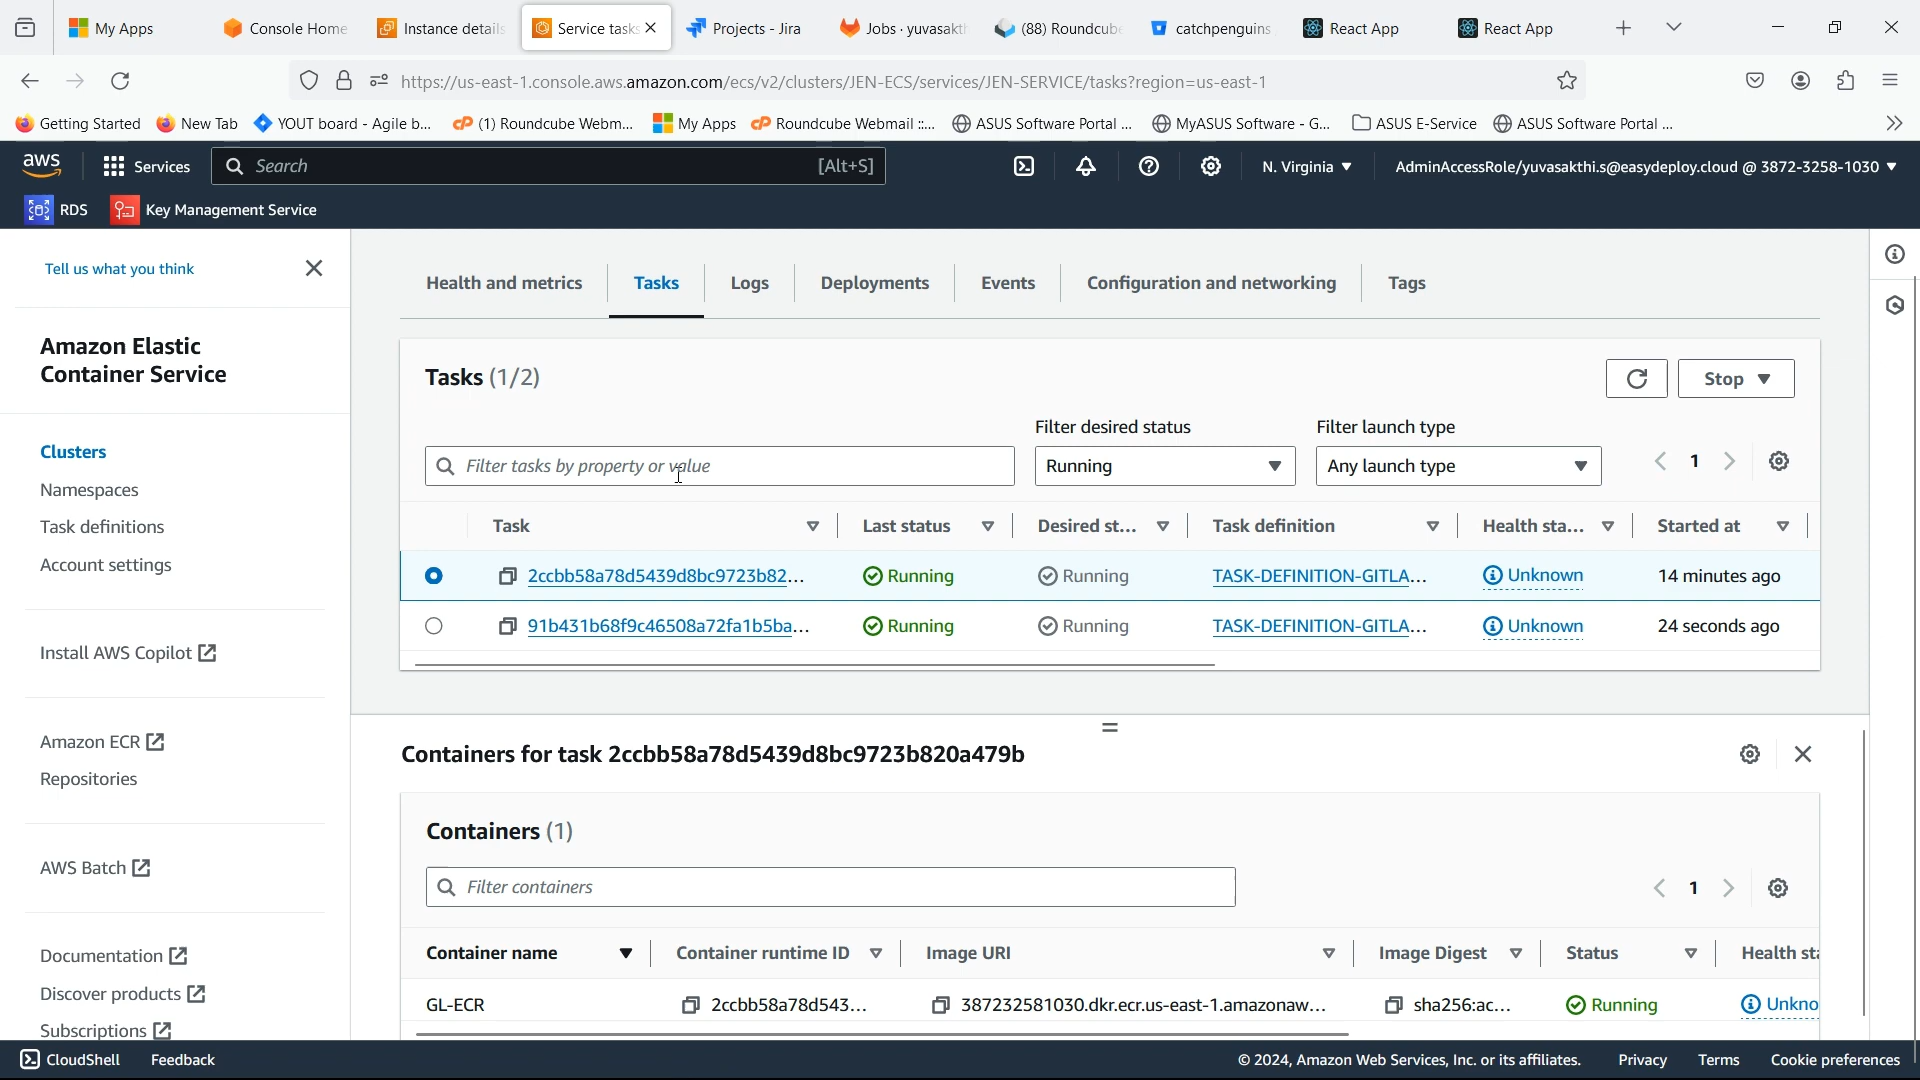 My Apps
Console Home
Instance details
Service tasks
Projects - Jira
Jobs · yuvasakth
(88) Roundcube
catchpenguins
React App
React App
https://us-east-1.console.aws.amazon.com/ecs/v2/clusters/JEN-ECS/services/JEN-SERVICE/tasks?region=us-east-1
Getting Started
New Tab
YOUT board - Agile b...
(1) Roundcube Webm...
My Apps
Roundcube Webmail ::...
ASUS Software Portal ...
MyASUS Software - G...
ASUS E-Service
ASUS Software Portal ...
aws
Services
Search
[Alt+S]
N. Virginia
AdminAccessRole/yuvasakthi.s@easydeploy.cloud @ 3872-3258-1030
RDS
Key Management Service
Tell us what you think
Amazon Elastic
Container Service
Clusters
Namespaces
Task definitions
Account settings
Install AWS Copilot
Amazon ECR
Repositories
AWS Batch
Documentation
Discover products
Subscriptions
Health and metrics
Tasks
Logs
Deployments
Events
Configuration and networking
Tags
Tasks (1/2)
Stop
Filter desired status
Filter launch type
Filter tasks by property or value
Running
Any launch type
1
Task
Last status
Desired st...
Task definition
Health sta...
Started at
2ccbb58a78d5439d8bc9723b82...
Running
Running
TASK-DEFINITION-GITLA...
Unknown
14 minutes ago
91b431b68f9c46508a72fa1b5ba...
Running
Running
TASK-DEFINITION-GITLA...
Unknown
24 seconds ago
Containers for task 2ccbb58a78d5439d8bc9723b820a479b
Containers (1)
Filter containers
1
Container name
Container runtime ID
Image URI
Image Digest
Status
Health sta
GL-ECR
2ccbb58a78d543...
387232581030.dkr.ecr.us-east-1.amazonaw...
sha256:ac...
Running
Unkno
CloudShell
Feedback
© 2024, Amazon Web Services, Inc. or its affiliates.
Privacy
Terms
Cookie preferences